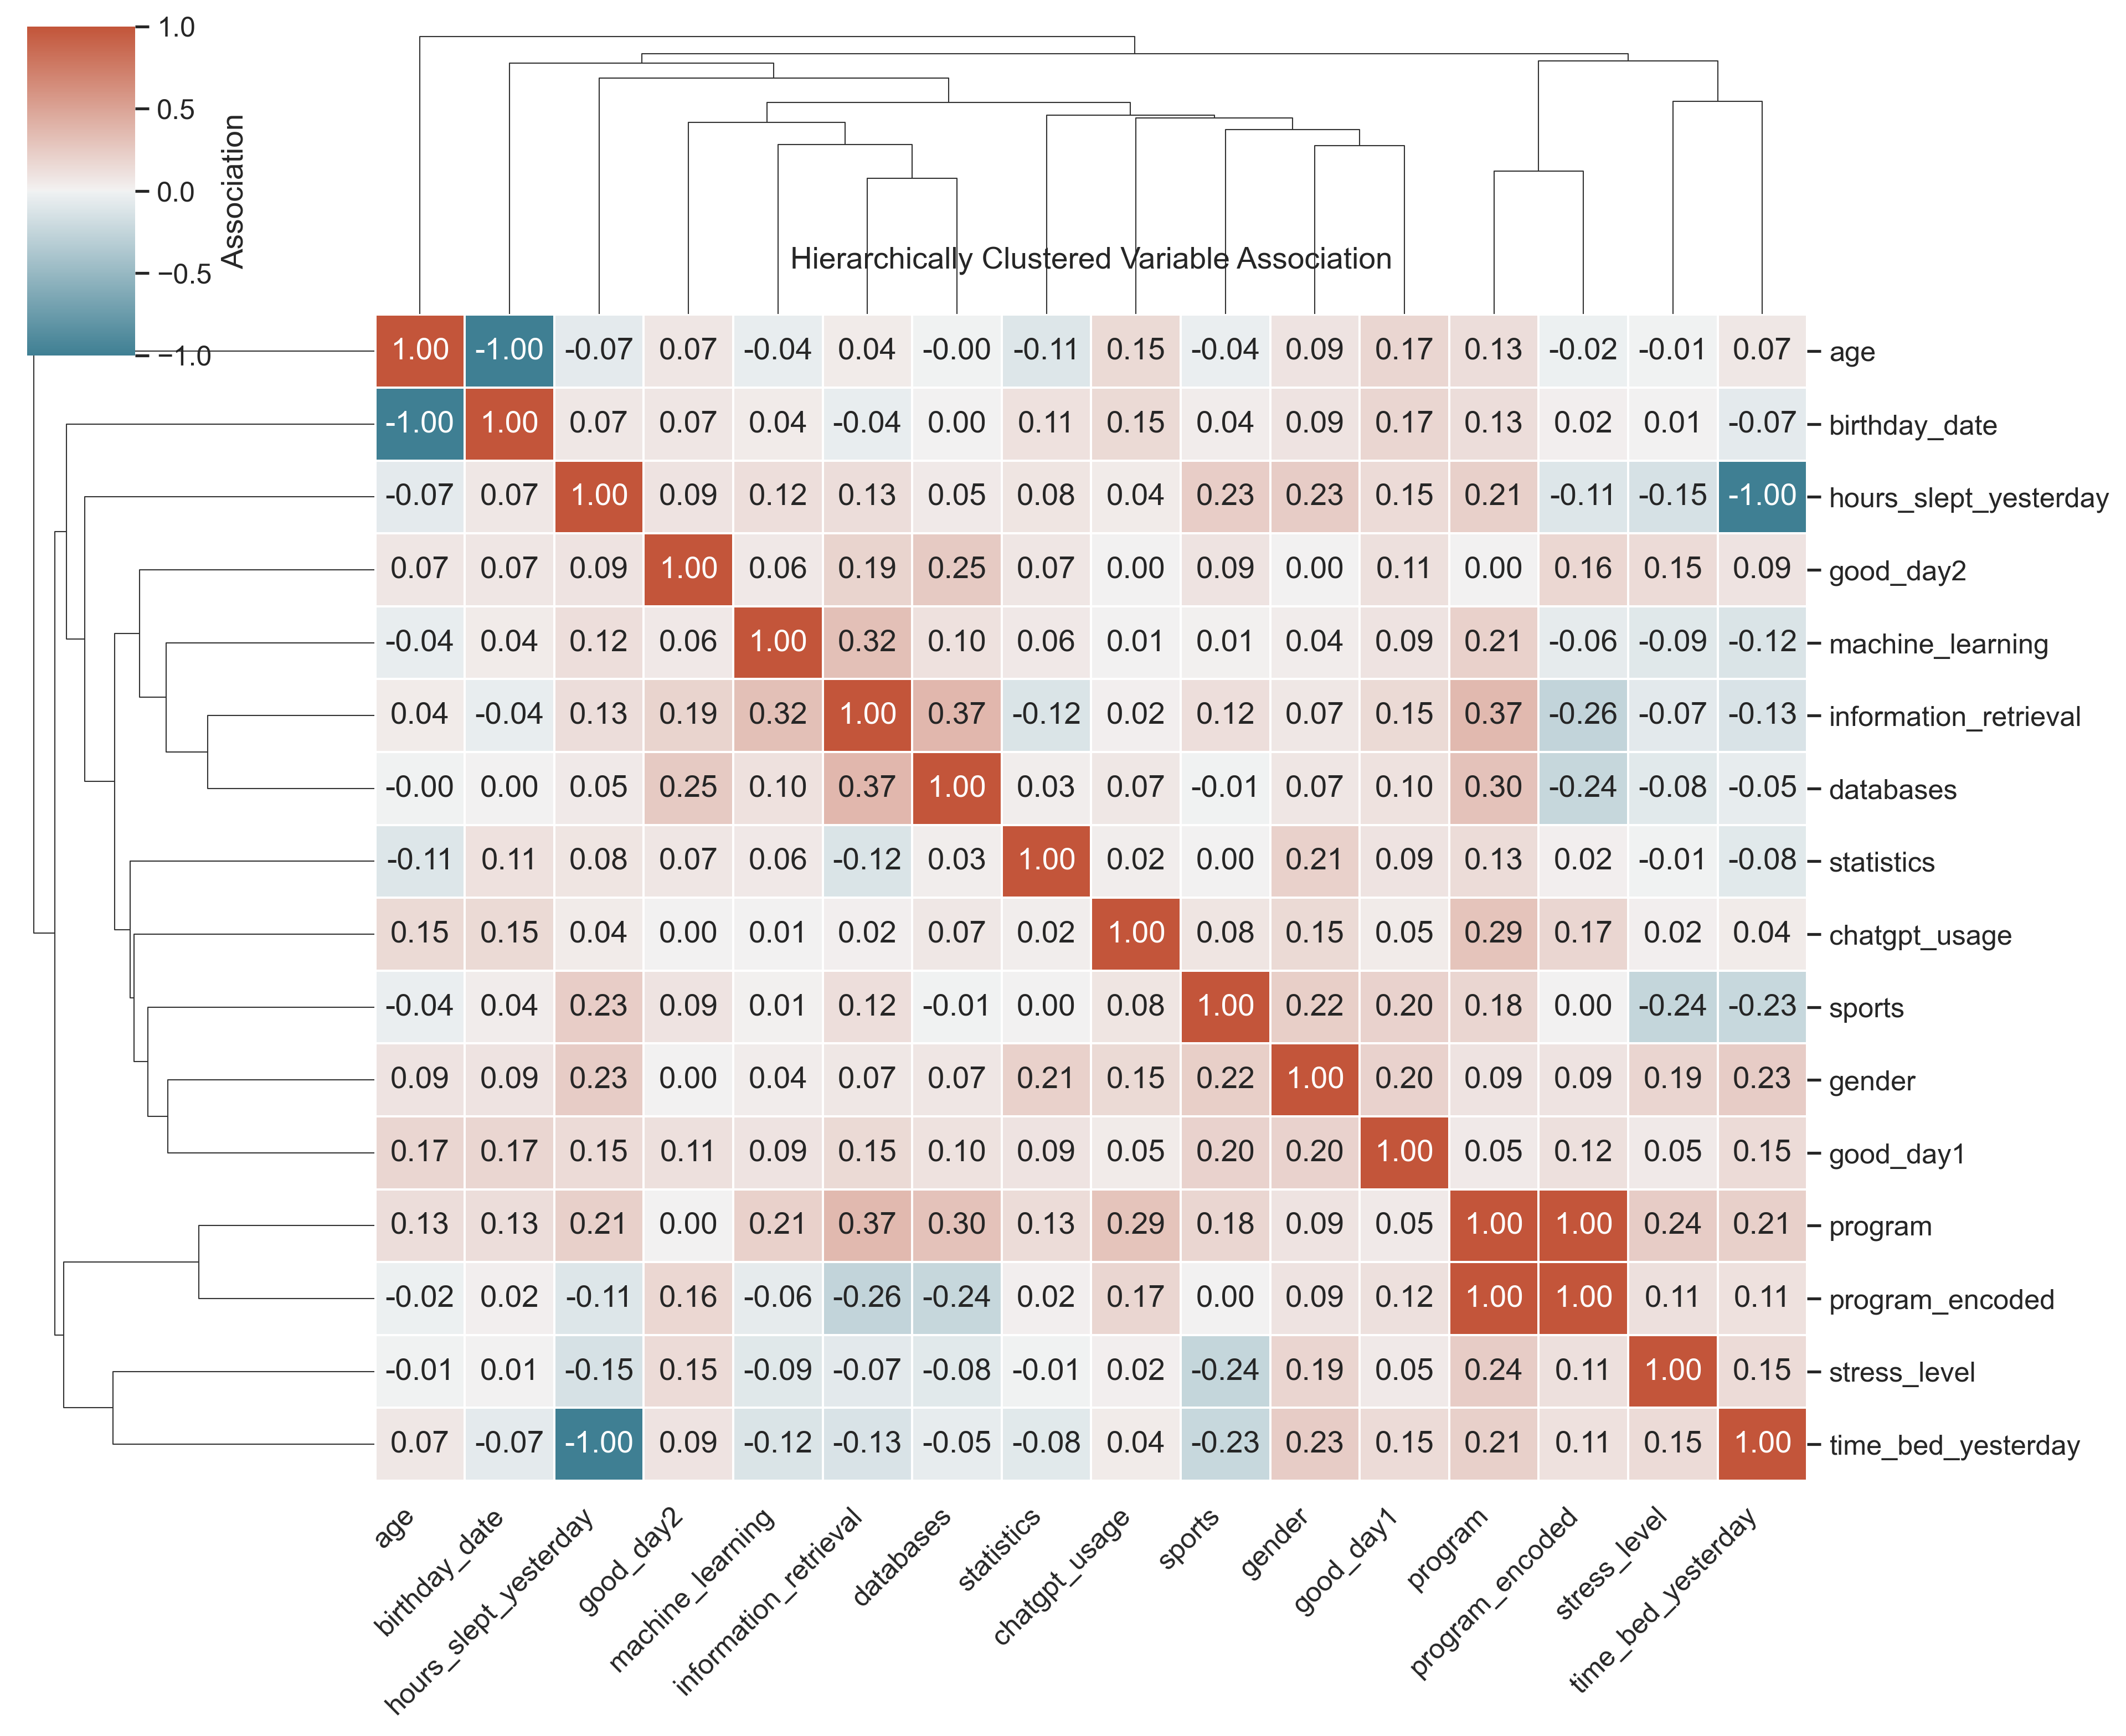 1.0
0.5
0.0
−0.5
−1.0
Association
Hierarchically Clustered Variable Association
1.00 -1.00 -0.07 0.07 -0.04 0.04 -0.00 -0.11 0.15 -0.04 0.09 0.17 0.13 -0.02 -0.01 0.07 age
-1.00 1.00 0.07 0.07 0.04 -0.04 0.00 0.11 0.15 0.04 0.09 0.17 0.13 0.02 0.01 -0.07 birthday_date
-0.07 0.07 1.00 0.09 0.12 0.13 0.05 0.08 0.04 0.23 0.23 0.15 0.21 -0.11 -0.15 -1.00 hours_slept_yesterday
0.07 0.07 0.09 1.00 0.06 0.19 0.25 0.07 0.00 0.09 0.00 0.11 0.00 0.16 0.15 0.09 good_day2
-0.04 0.04 0.12 0.06 1.00 0.32 0.10 0.06 0.01 0.01 0.04 0.09 0.21 -0.06 -0.09 -0.12 machine_learning
0.04 -0.04 0.13 0.19 0.32 1.00 0.37 -0.12 0.02 0.12 0.07 0.15 0.37 -0.26 -0.07 -0.13 information_retrieval
-0.00 0.00 0.05 0.25 0.10 0.37 1.00 0.03 0.07 -0.01 0.07 0.10 0.30 -0.24 -0.08 -0.05 databases
-0.11 0.11 0.08 0.07 0.06 -0.12 0.03 1.00 0.02 0.00 0.21 0.09 0.13 0.02 -0.01 -0.08 statistics
0.15 0.15 0.04 0.00 0.01 0.02 0.07 0.02 1.00 0.08 0.15 0.05 0.29 0.17 0.02 0.04 chatgpt_usage
-0.04 0.04 0.23 0.09 0.01 0.12 -0.01 0.00 0.08 1.00 0.22 0.20 0.18 0.00 -0.24 -0.23 sports
0.09 0.09 0.23 0.00 0.04 0.07 0.07 0.21 0.15 0.22 1.00 0.20 0.09 0.09 0.19 0.23 gender
0.17 0.17 0.15 0.11 0.09 0.15 0.10 0.09 0.05 0.20 0.20 1.00 0.05 0.12 0.05 0.15 good_day1
0.13 0.13 0.21 0.00 0.21 0.37 0.30 0.13 0.29 0.18 0.09 0.05 1.00 1.00 0.24 0.21 program
-0.02 0.02 -0.11 0.16 -0.06 -0.26 -0.24 0.02 0.17 0.00 0.09 0.12 1.00 1.00 0.11 0.11 program_encoded
-0.01 0.01 -0.15 0.15 -0.09 -0.07 -0.08 -0.01 0.02 -0.24 0.19 0.05 0.24 0.11 1.00 0.15 stress_level
0.07 -0.07 -1.00 0.09 -0.12 -0.13 -0.05 -0.08 0.04 -0.23 0.23 0.15 0.21 0.11 0.15 1.00 time_bed_yesterday
age
birthday_date
hours_slept_yesterday
good_day2
machine_learning
information_retrieval
databases
statistics
chatgpt_usage
sports
gender
good_day1
program
program_encoded
stress_level
time_bed_yesterday